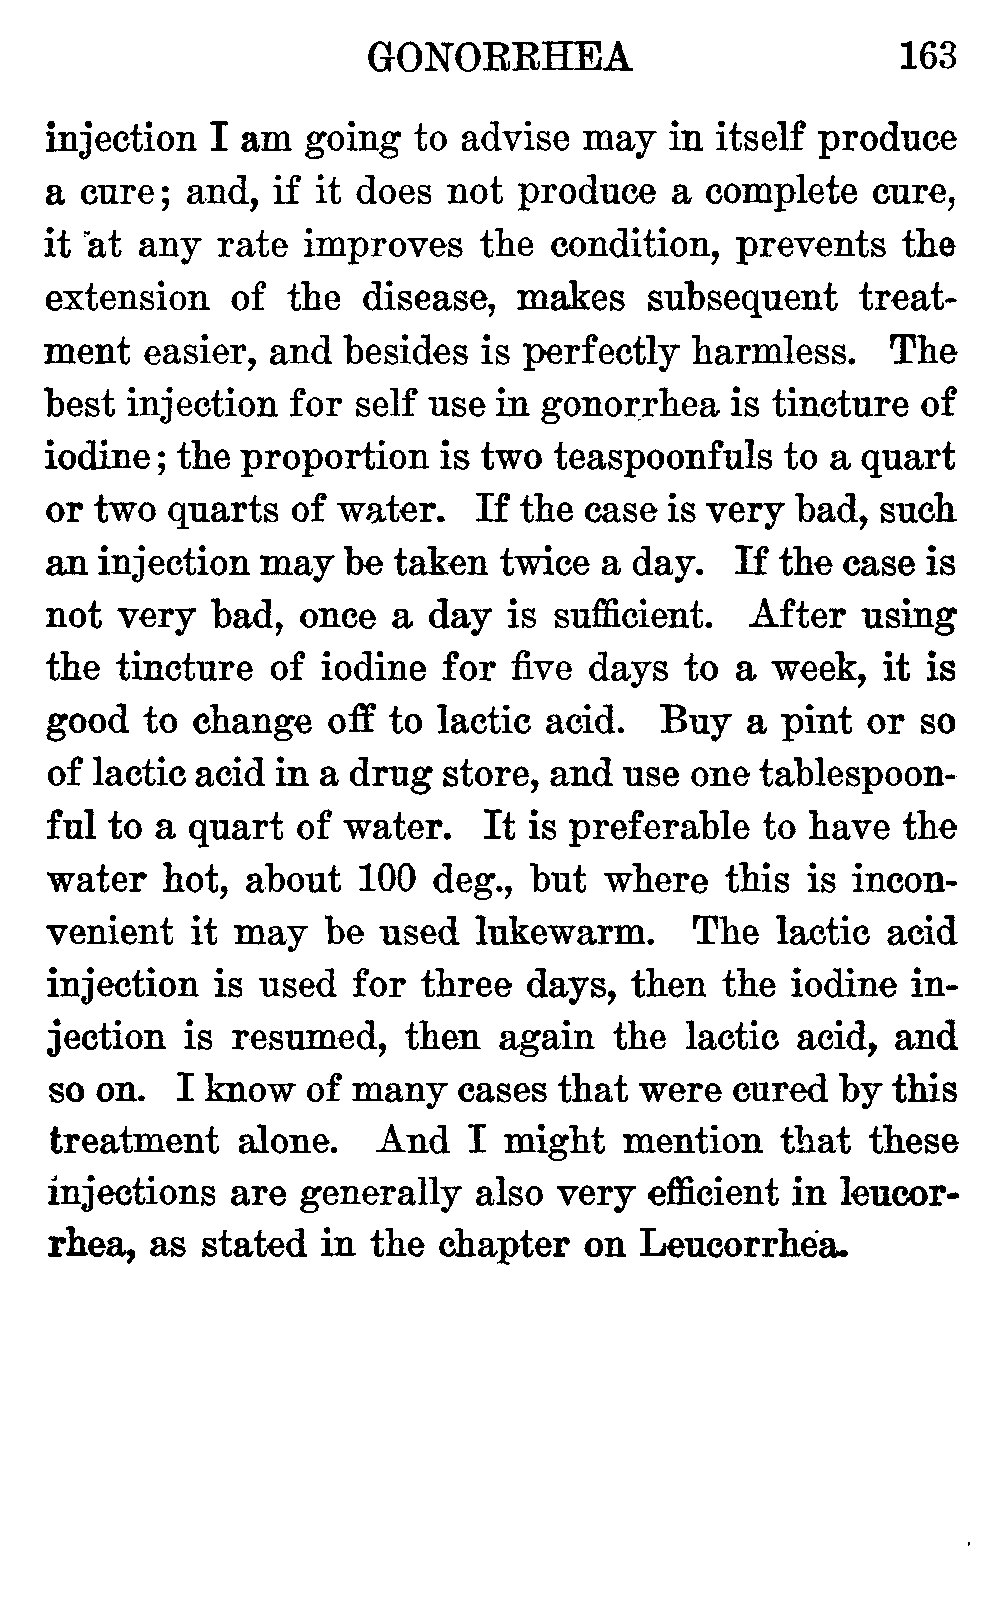 GONORRHEA 163
injection I am going to advise may in itself produce
a cure; and, if it does not produce a complete cure,
it at any rate improves the condition, prevents the
extension of the disease, makes subsequent treat-
ment easier, and besides is perfectly harmless. The
best injection for self use in gonorrhea is tincture of
iodine; the proportion is two teaspoonfuls to a quart
or two quarts of water. If the case is very bad, such
an injection may be taken twice a day. If the case is
not very bad, once a day is sufficient. After using
the tincture of iodine for five days to a week, it is
good to change off to lactic acid. Buy a pint or so
of lactic acid in a drug store, and use one tablespoon-
ful to a quart of water. It is preferable to have the
water hot, about 100 deg., but where this is incon-
venient it may be used lukewarm. The lactic acid
injection is used for three days, then the iodine in-
jection is resumed, then again the lactic acid, and
so on. I know of many cases that were cured by this
treatment alone. And I might mention that these
injections are generally also very efficient in leucor-
rhea, as stated in the chapter on Leucorrhea.